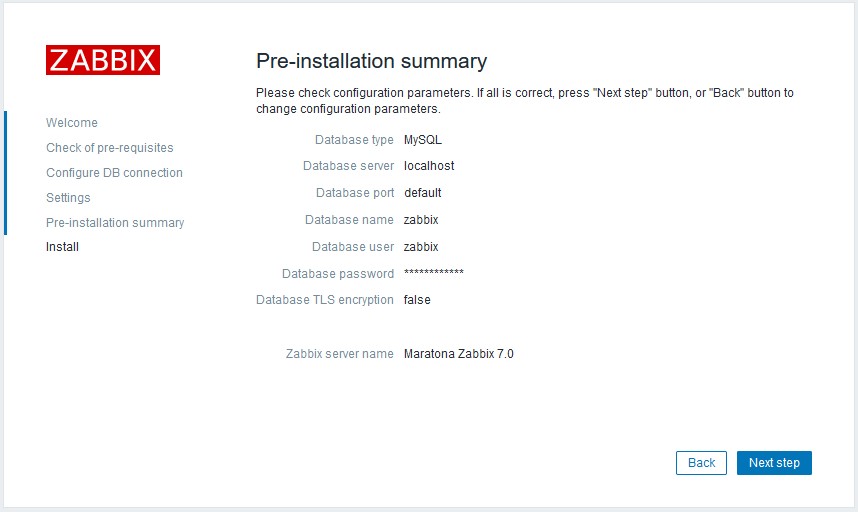 ZABBIX
Welcome
Check of pre-requisites
Configure DB connection
Settings
Pre-installation summary
Install
Pre-installation summary
Please check configuration parameters. If all is correct, press "Next step" button, or "Back" button to
change configuration parameters.
Database type MySQL
Database server localhost
Database port default
Database name zabbix
Database user zabbix
Database password ************
Database TLS encryption false
Zabbix server name Maratona Zabbix 7.0
Back Next step